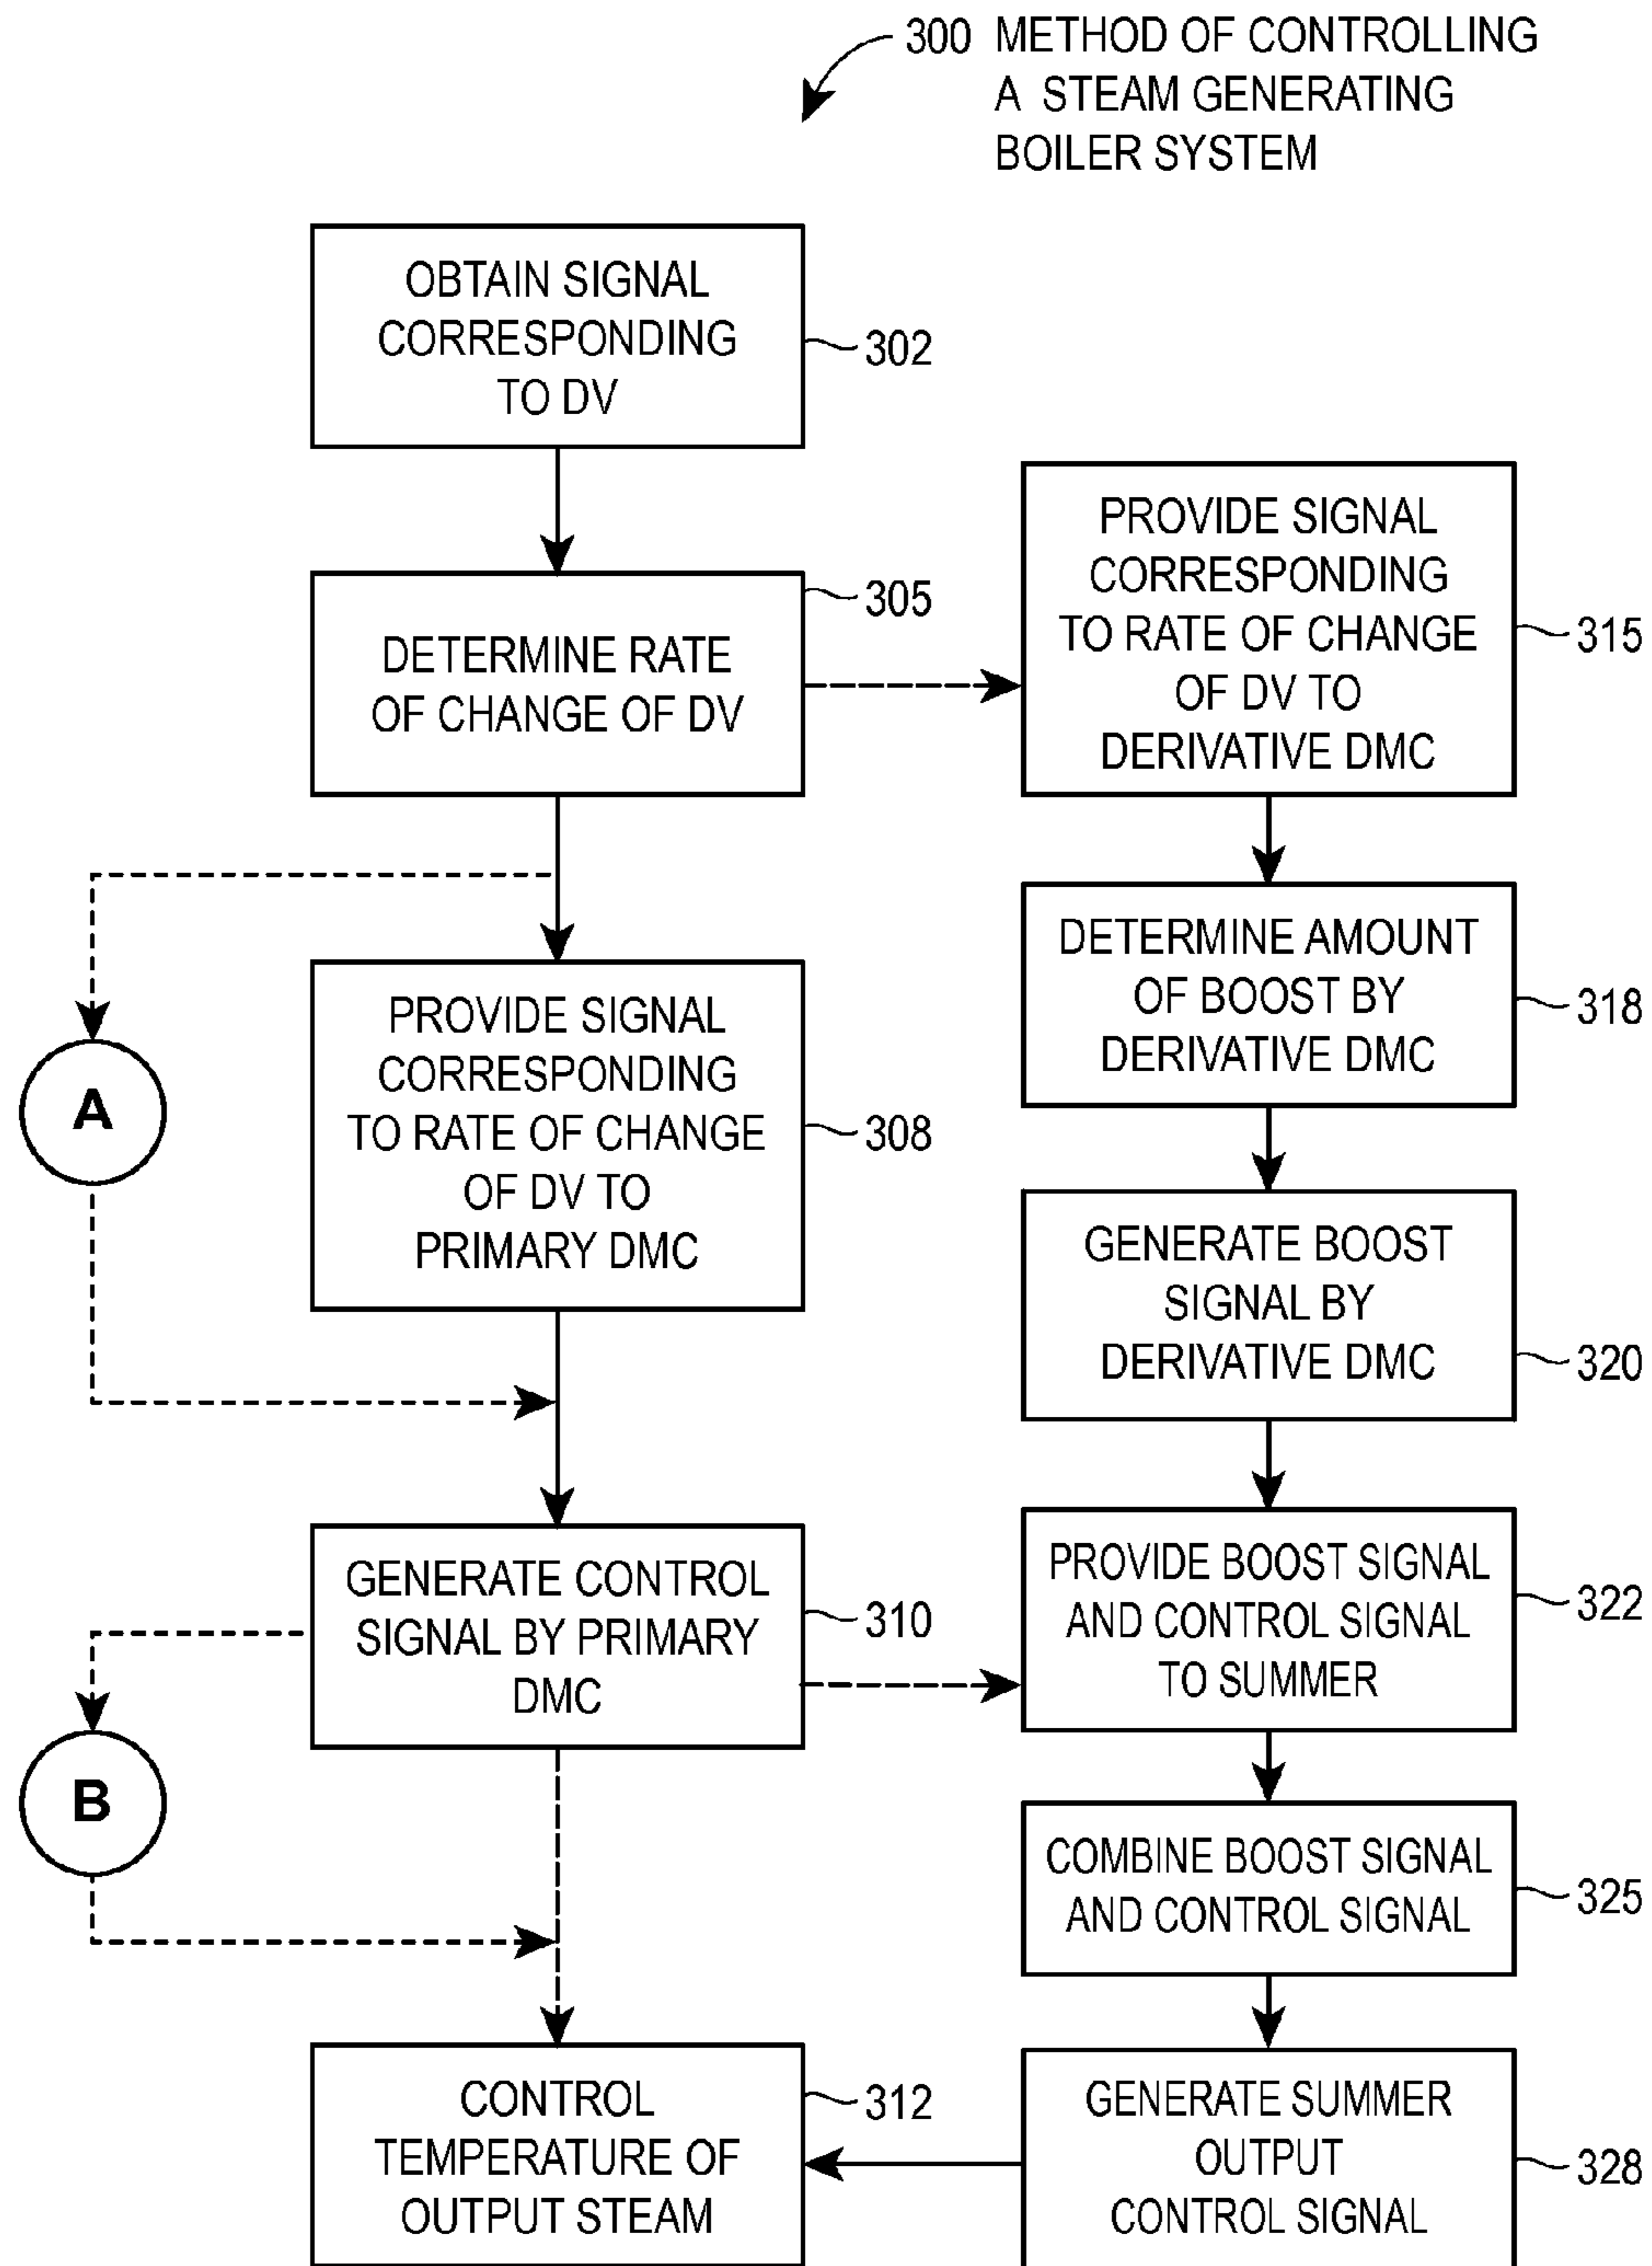 300 METHOD OF CONTROLLING
A STEAM GENERATING
BOILER SYSTEM
OBTAIN SIGNAL
CORRESPONDING
TO DV
302
DETERMINE RATE
OF CHANGE OF DV
305
PROVIDE SIGNAL
CORRESPONDING
TO RATE OF CHANGE
OF DV TO
PRIMARY DMC
308
A
GENERATE CONTROL
SIGNAL BY PRIMARY
DMC
310
B
CONTROL
TEMPERATURE OF
OUTPUT STEAM
312
PROVIDE SIGNAL
CORRESPONDING
TO RATE OF CHANGE
OF DV TO
DERIVATIVE DMC
315
DETERMINE AMOUNT
OF BOOST BY
DERIVATIVE DMC
318
GENERATE BOOST
SIGNAL BY
DERIVATIVE DMC
320
PROVIDE BOOST SIGNAL
AND CONTROL SIGNAL
TO SUMMER
322
COMBINE BOOST SIGNAL
AND CONTROL SIGNAL
325
GENERATE SUMMER
OUTPUT
CONTROL SIGNAL
328